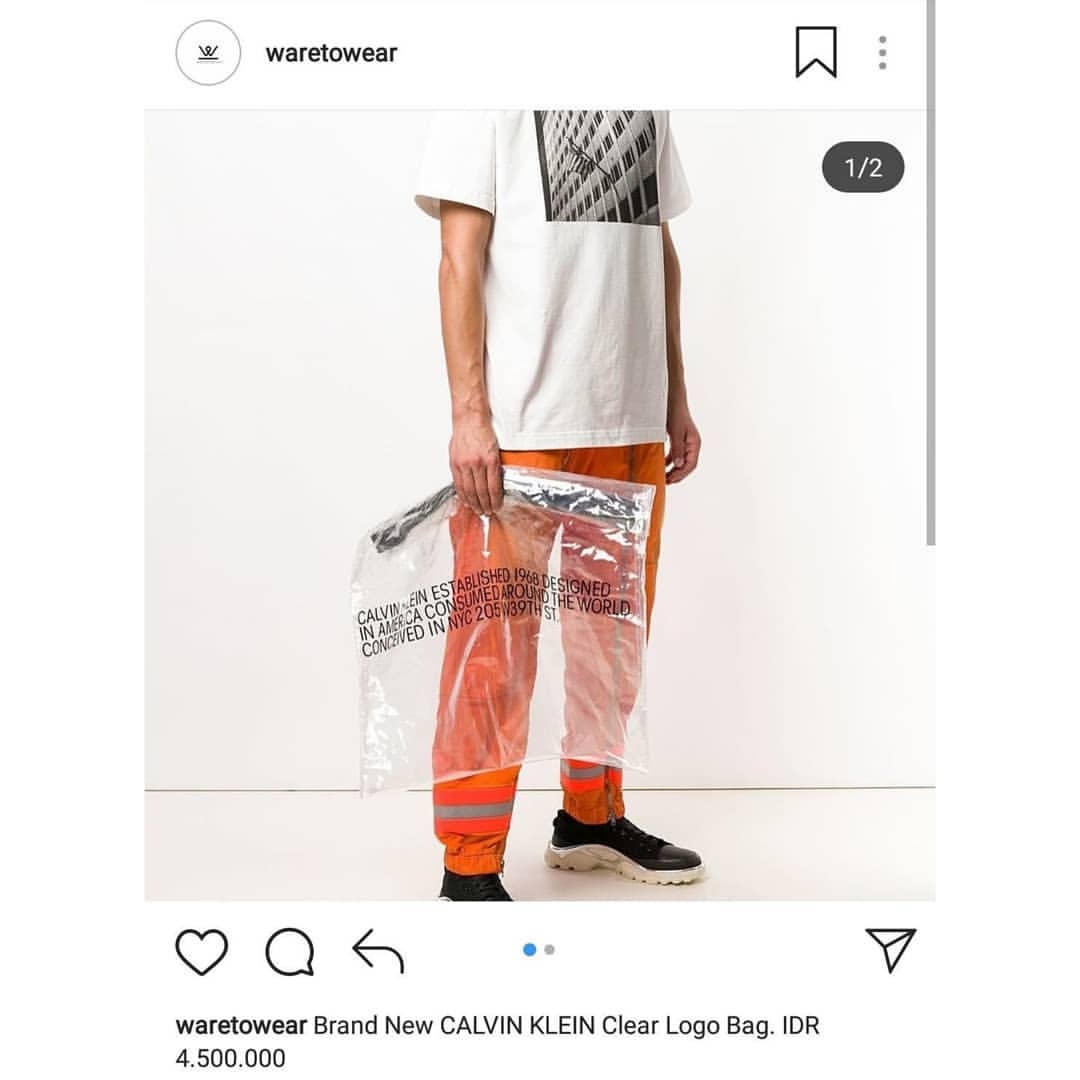 waretowear
1/2
CALVIN KLEIN ESTABLISHED 1968 DESIGNED
IN AMERICA CONSUMED AROUND THE WORLD
CONCEIVED IN NYC 205 W39TH ST.
waretowear Brand New CALVIN KLEIN Clear Logo Bag. IDR
4.500.000